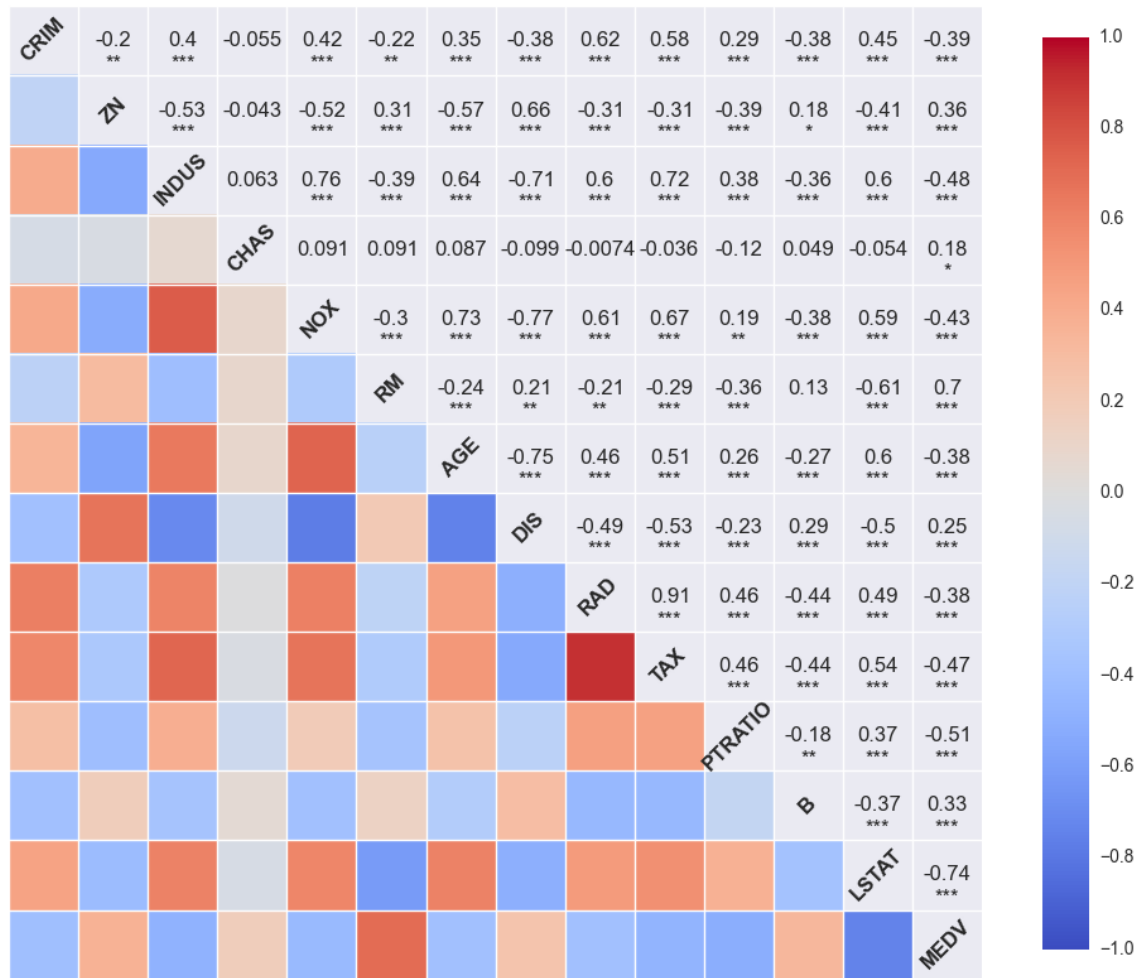 CRIM -0.2 0.4 -0.055 0.42 -0.22 0.35 -0.38 0.62 0.58 0.29 -0.38 0.45 -0.39
** *** *** ** *** *** *** *** *** *** *** ***
ZN -0.53 -0.043 -0.52 0.31 -0.57 0.66 -0.31 -0.31 -0.39 0.18 -0.41 0.36
*** *** *** *** *** *** *** *** * *** ***
INDUS 0.063 0.76 -0.39 0.64 -0.71 0.6 0.72 0.38 -0.36 0.6 -0.48
*** *** *** *** *** *** *** *** *** ***
CHAS 0.091 0.091 0.087 -0.099 -0.0074 -0.036 -0.12 0.049 -0.054 0.18
*
NOX -0.3 0.73 -0.77 0.61 0.67 0.19 -0.38 0.59 -0.43
*** *** *** *** *** ** *** *** ***
RM -0.24 0.21 -0.21 -0.29 -0.36 0.13 -0.61 0.7
*** ** ** *** *** *** ***
AGE -0.75 0.46 0.51 0.26 -0.27 0.6 -0.38
*** *** *** *** *** *** ***
DIS -0.49 -0.53 -0.23 0.29 -0.5 0.25
*** *** *** *** *** ***
RAD 0.91 0.46 -0.44 0.49 -0.38
*** *** *** *** ***
TAX 0.46 -0.44 0.54 -0.47
*** *** *** ***
PTRATIO -0.18 0.37 -0.51
** *** ***
B -0.37 0.33
*** ***
LSTAT -0.74
***
MEDV
1.0
0.8
0.6
0.4
0.2
0.0
−0.2
−0.4
−0.6
−0.8
−1.0